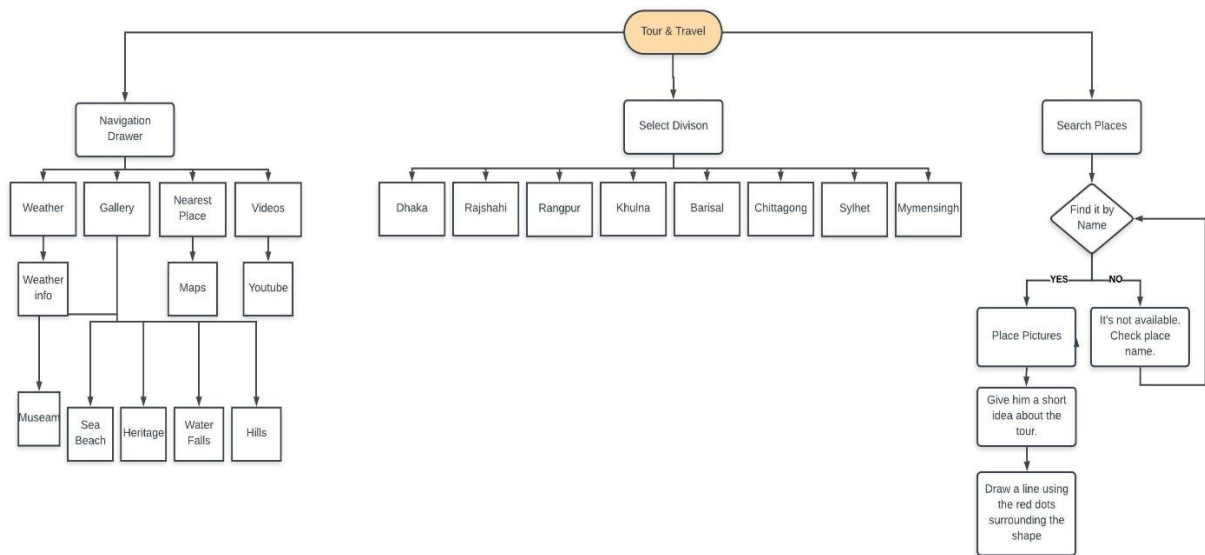 Tour & Travel
Navigation
Drawer
Select Divison
Search Places
Weather
Gallery
Nearest
Place
Videos
Dhaka
Rajshahi
Rangpur
Khulna
Barisal
Chittagong
Sylhet
Mymensingh
Find it by
Name
Weather
info
Maps
Youtube
YES
NO
Place Pictures
It's not available.
Check place
name.
Museam
Sea
Beach
Heritage
Water
Falls
Hills
Give him a short
idea about the
tour.
Draw a line using
the red dots
surrounding the
shape